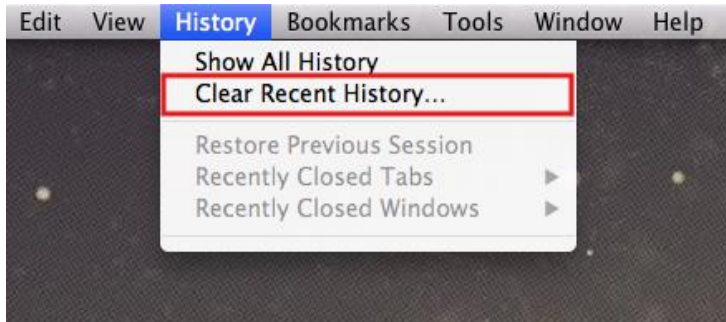 Edit View History Bookmarks Tools Window Help
Show All History
Clear Recent History...
Restore Previous Session
Recently Closed Tabs
Recently Closed Windows